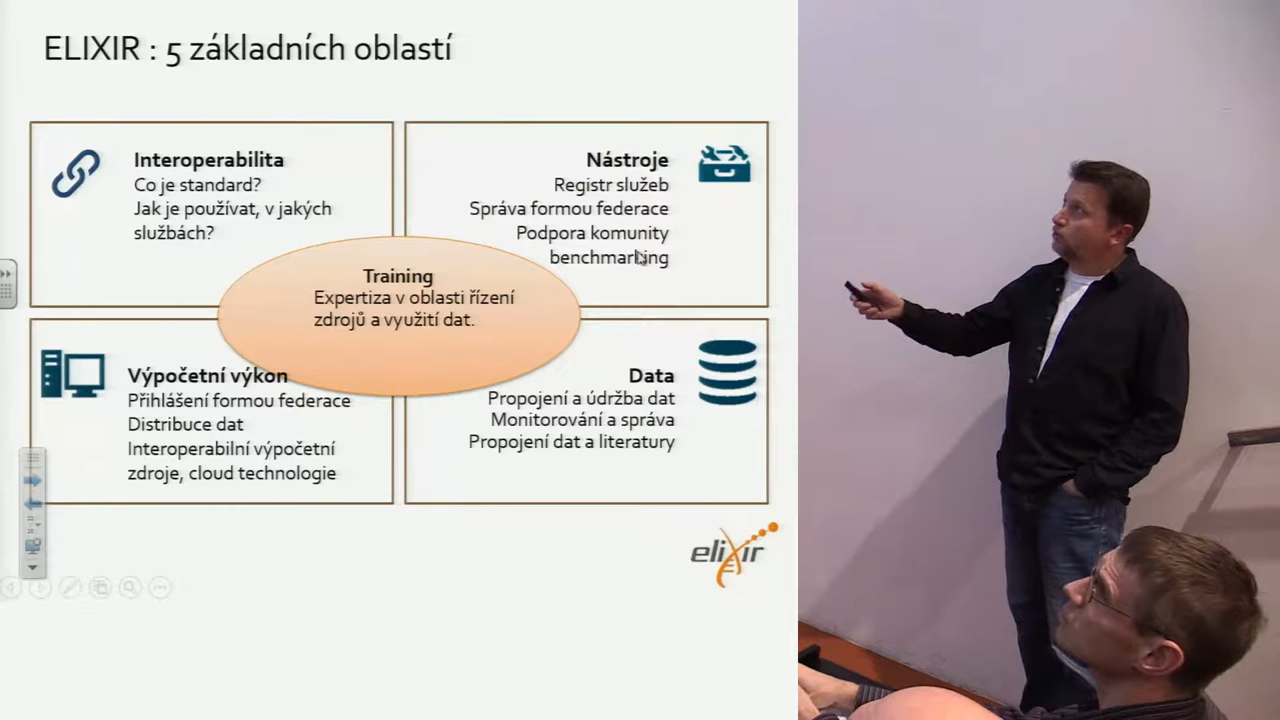 ELIXIR : 5 základních oblastí
Interoperabilita
Co je standard?
Jak je používat, v jakých
službách?
Nástroje
Registr služeb
Správa formou federace
Podpora komunity
benchmarking
Training
Expertiza v oblasti řízení
zdrojů a využití dat.
Výpočetní výkon
Přihlášení formou federace
Distribuce dat
Interoperabilní výpočetní
zdroje, cloud technologie
Data
Propojení a údržba dat
Monitorování a správa
Propojení dat a literatury
elixir